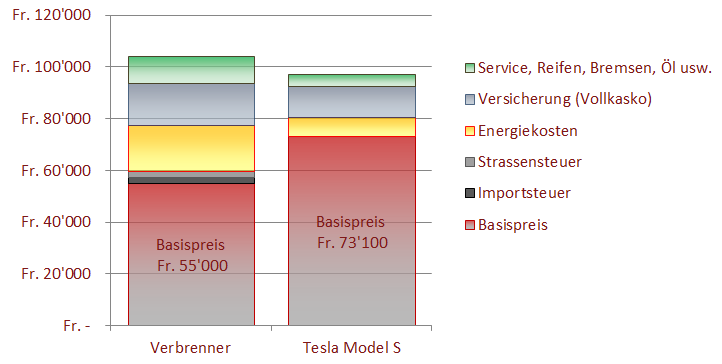 Fr. 120'000
Fr. 100'000
Fr. 80'000
Fr. 60'000
Fr. 40'000
Fr. 20'000
Fr. -
Basispreis
Fr. 55'000
Basispreis
Fr. 73'100
Verbrenner
Tesla Model S
Service, Reifen, Bremsen, Öl usw.
Versicherung (Vollkasko)
Energiekosten
Strassensteuer
Importsteuer
Basispreis